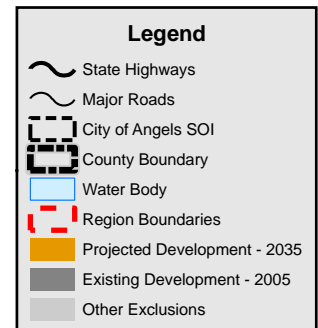 Legend
State Highways
Major Roads
City of Angels SOI
County Boundary
Water Body
Region Boundaries
Projected Development - 2035
Existing Development - 2005
Other Exclusions